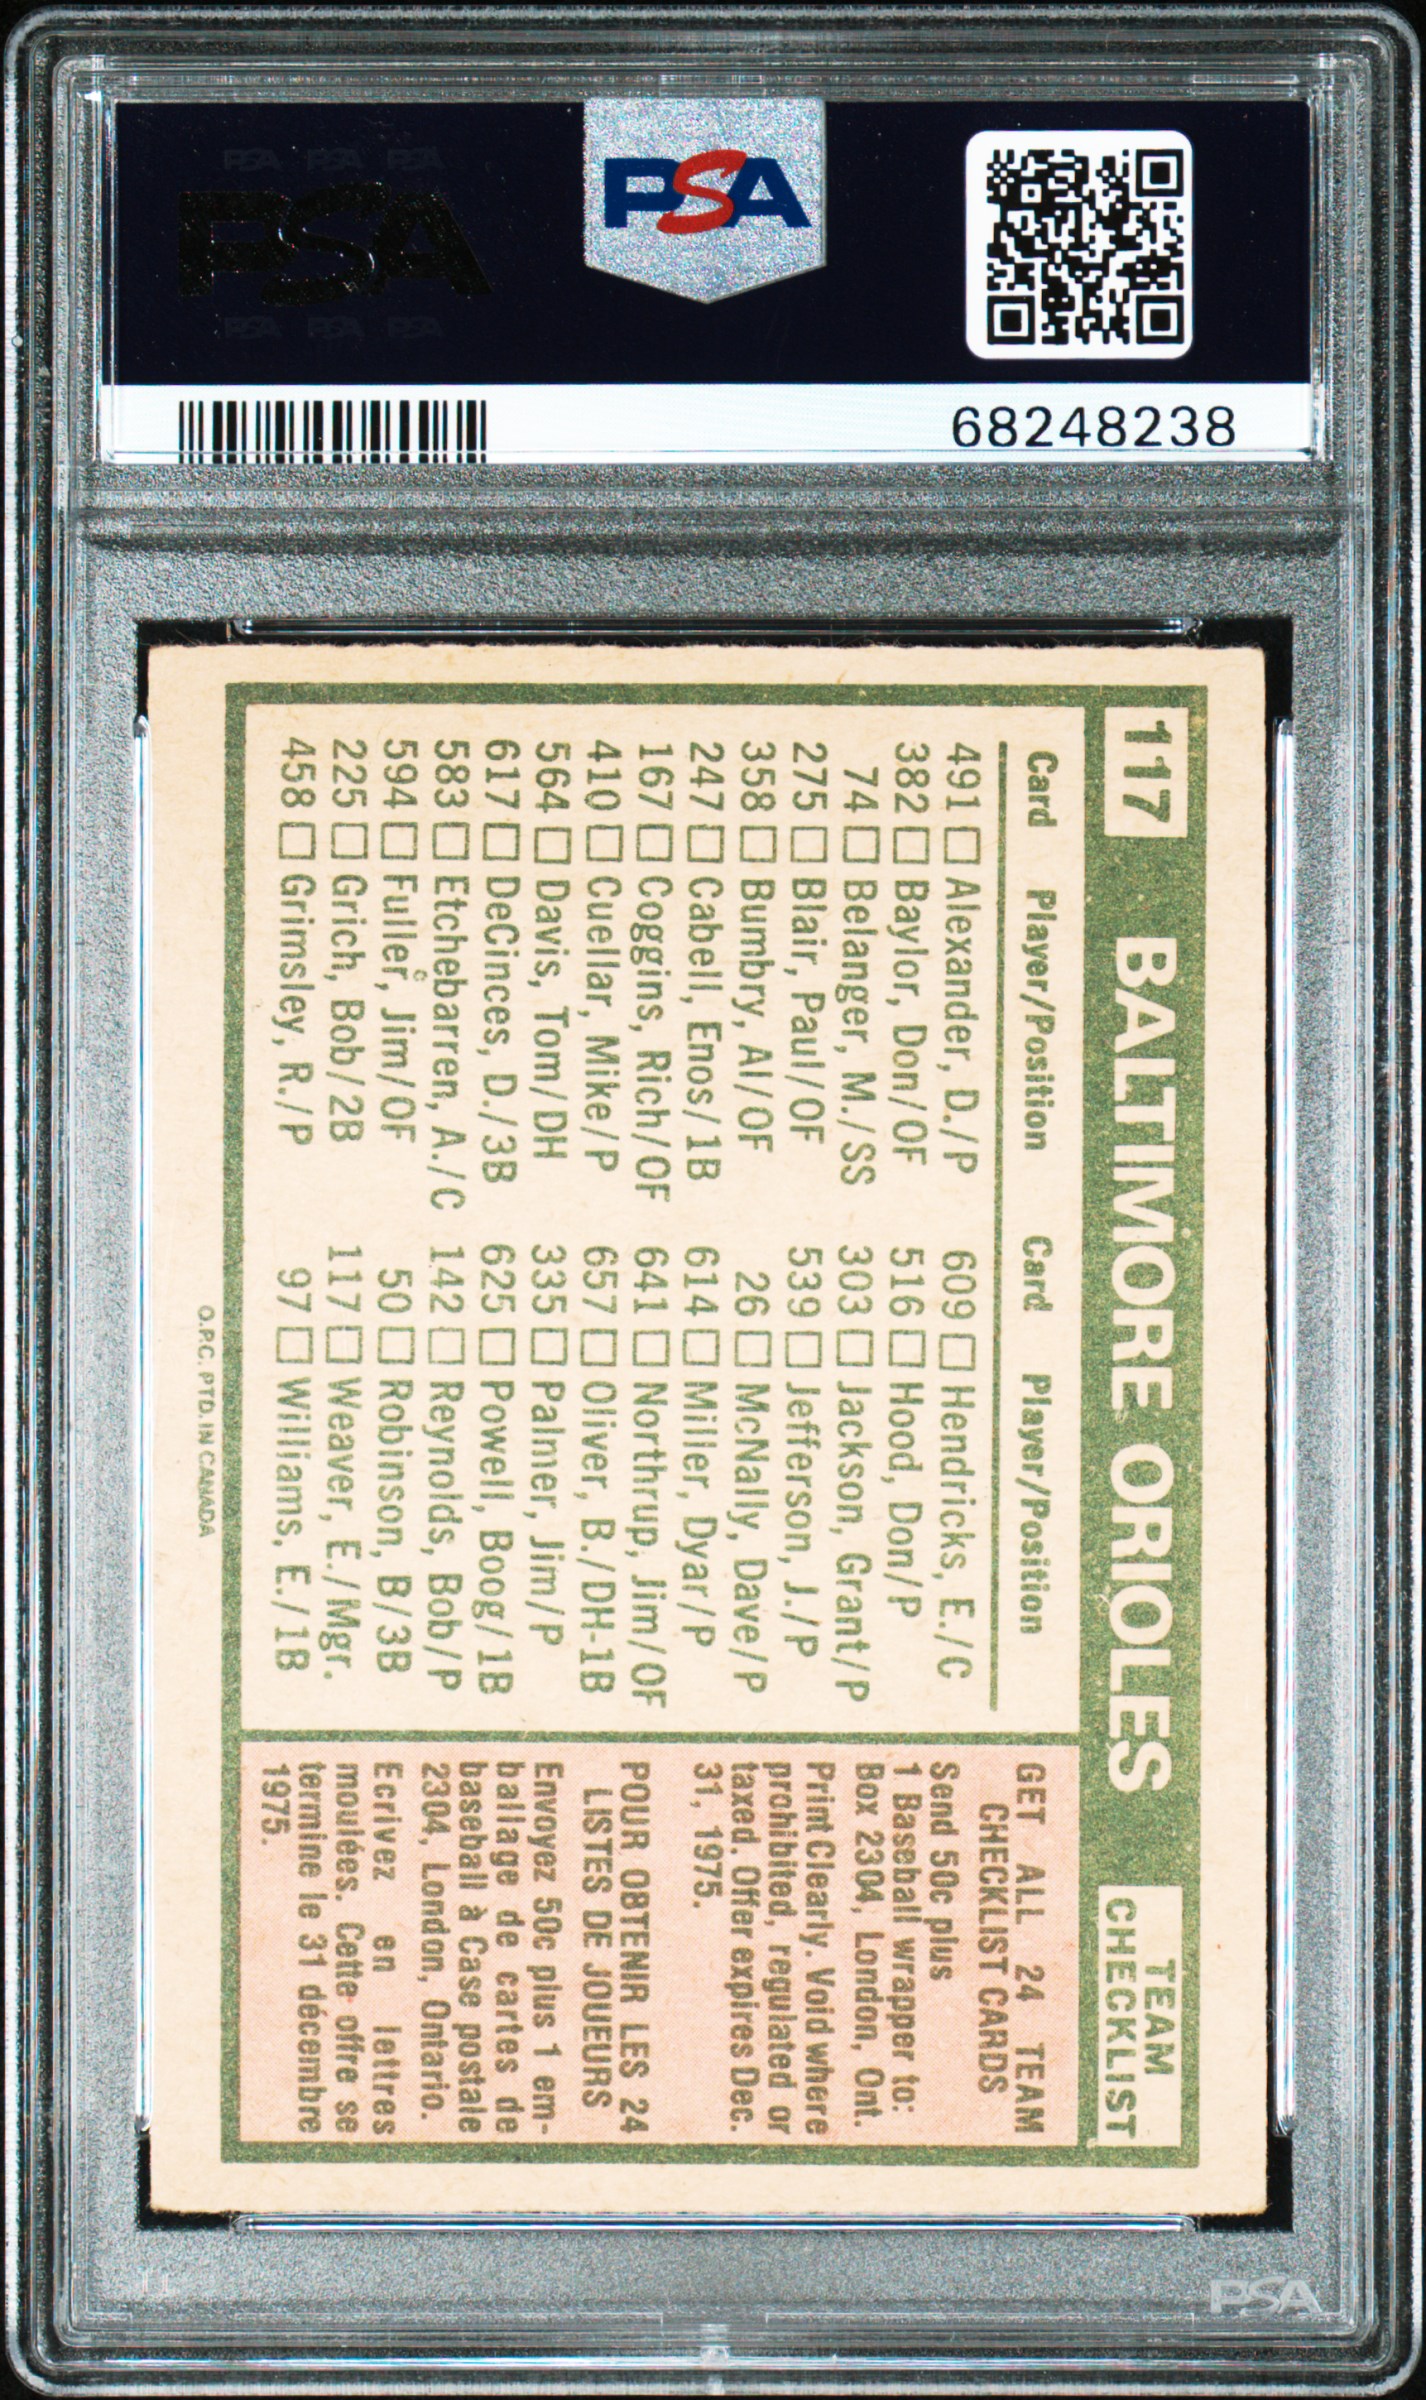 PSA PSA PSA
PSA
PSA PSA PSA
PSA
68248238
117 BALTIMORE ORIOLES TEAM CHECKLIST
Card Player/Position Card Player/Position
491 Alexander, D./P 609 Hendricks, E./C
382 Baylor, Don/OF 516 Hood, Don/P
74 Belanger, M./SS 303 Jackson, Grant/P
275 Blair, Paul/OF 539 Jefferson, J./P
358 Bumbry, Al/OF 26 McNally, Dave/P
247 Cabell, Enos/1B 614 Miller, Dyar/P
167 Coggins, Rich/OF 641 Northrup, Jim/OF
410 Cuellar, Mike/P 657 Oliver, B./DH-1B
564 Davis, Tom/DH 335 Palmer, Jim/P
617 DeCinces, D./3B 625 Powell, Boog/1B
583 Etchebarren, A./C 142 Reynolds, Bob/P
594 Fuller, Jim/OF 50 Robinson, B/3B
225 Grich, Bob/2B 117 Weaver, E./Mgr.
458 Grimsley, R./P 97 Williams, E./1B
GET ALL 24 TEAM
CHECKLIST CARDS
Send 50c plus
1 Baseball wrapper to:
Box 2304, London, Ont.
Print Clearly. Void where
prohibited, regulated or
taxed. Offer expires Dec.
31, 1975.
POUR OBTENIR LES 24
LISTES DE JOUEURS
Envoyez 50c plus 1 em-
ballage de cartes de
baseball à Case postale
2304, London, Ontario.
Ecrivez en lettres
moulées. Cette offre se
termine le 31 décembre
1975.
O.P.C. PTD. IN CANADA
PSA